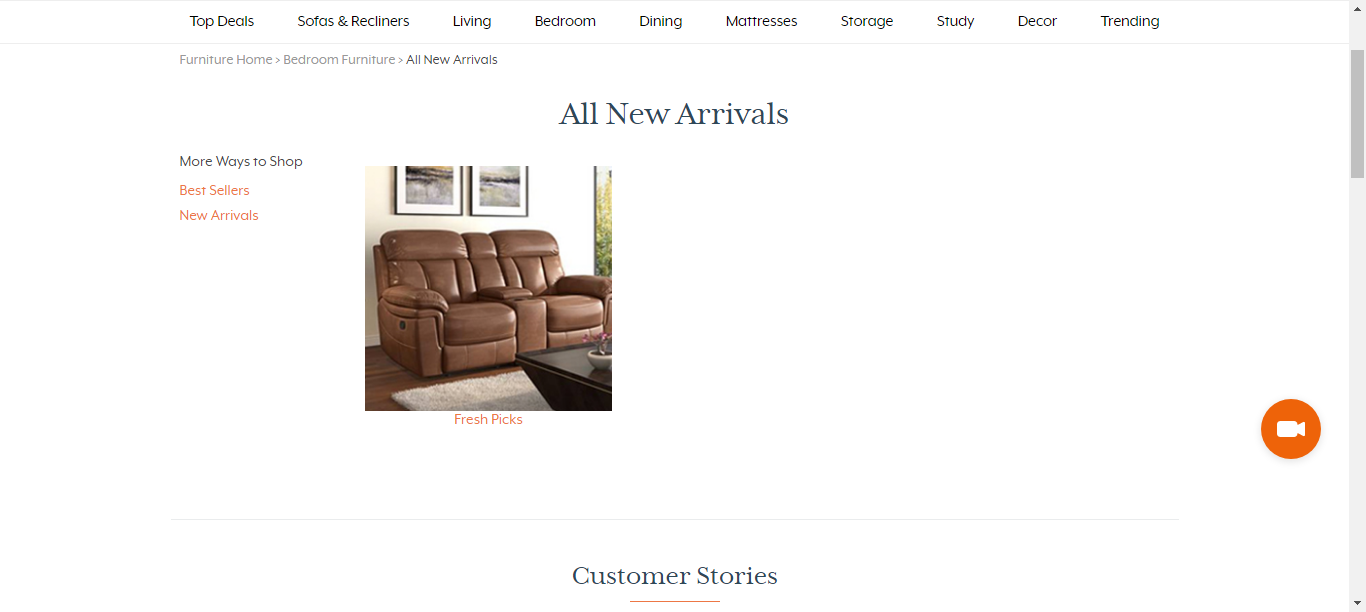 Top Deals Sofas & Recliners Living Bedroom Dining Mattresses Storage Study Decor Trending
Furniture Home > Bedroom Furniture > All New Arrivals
All New Arrivals
More Ways to Shop
Best Sellers
New Arrivals
Fresh Picks
Customer Stories